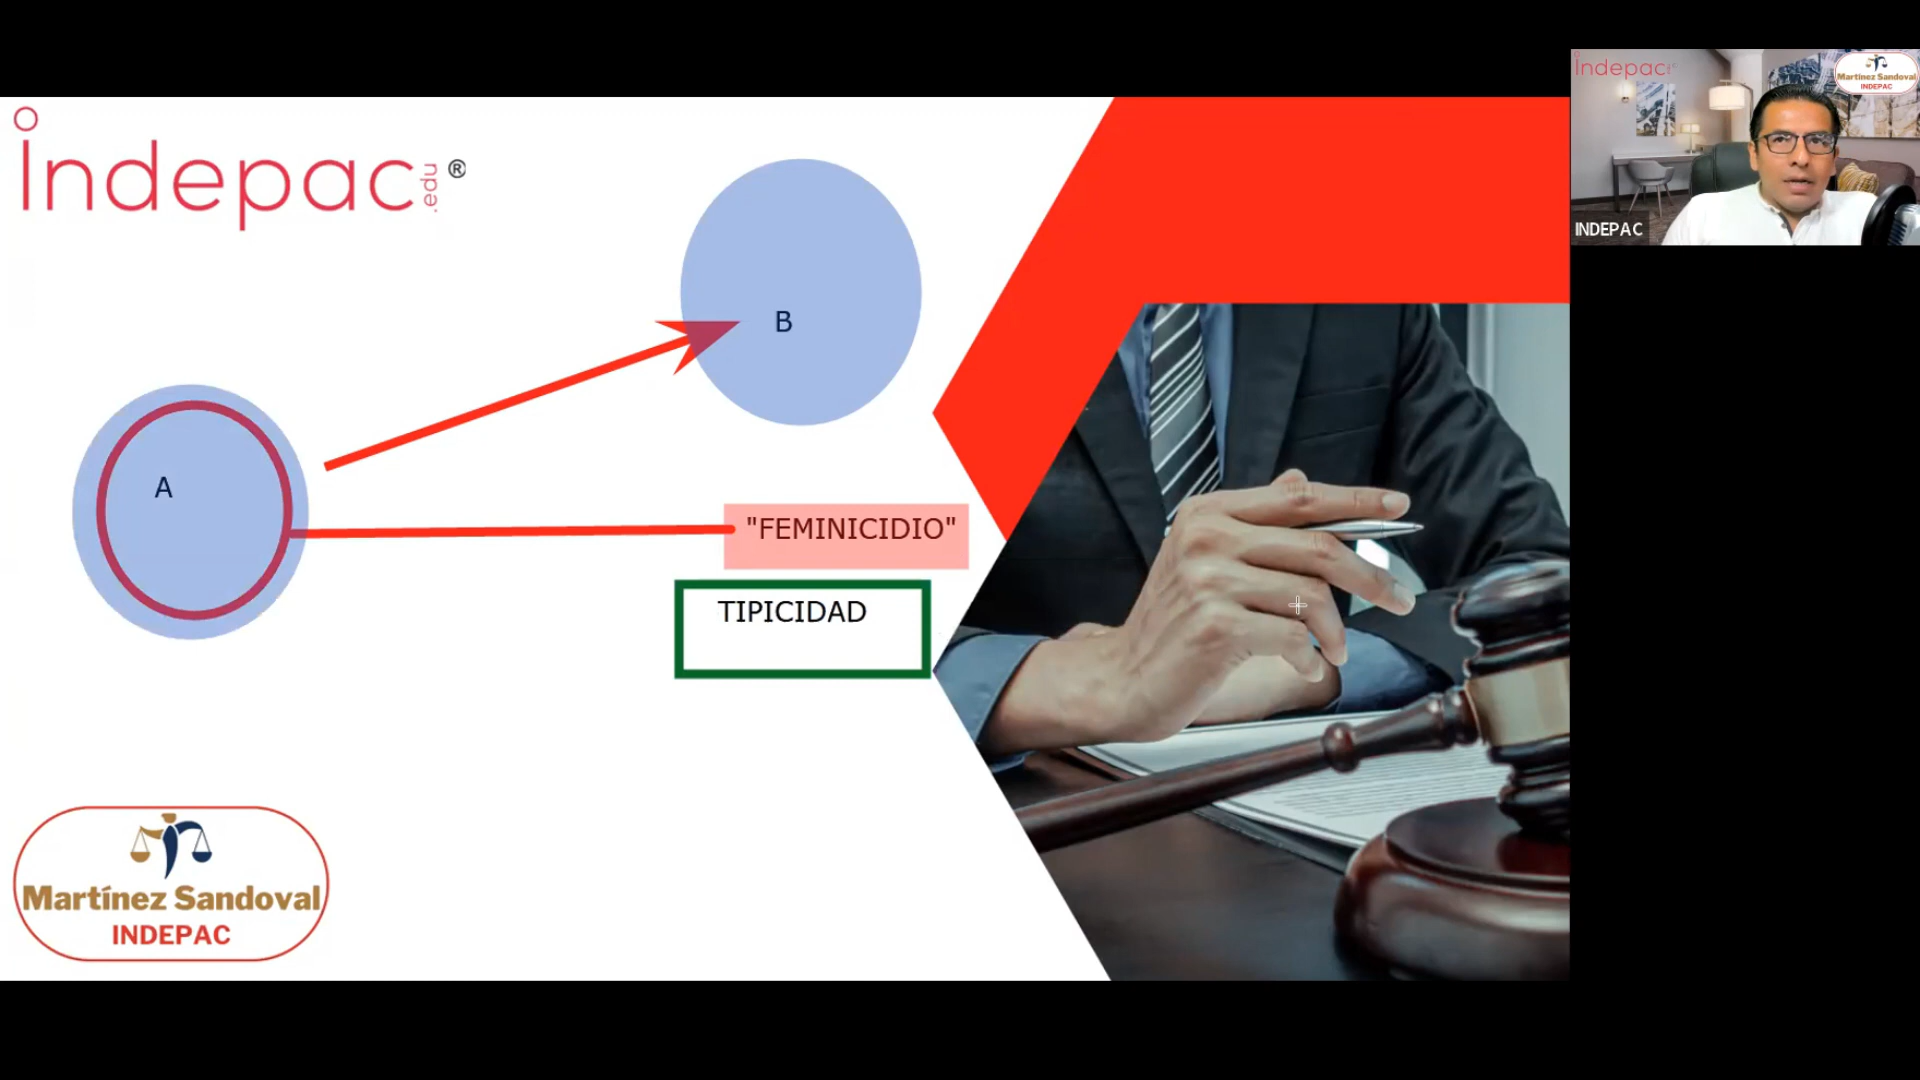 indepac.edu ®
B
A
"FEMINICIDIO"
TIPICIDAD
Martínez Sandoval
INDEPAC
indepac
Martínez Sandoval
INDEPAC
INDEPAC